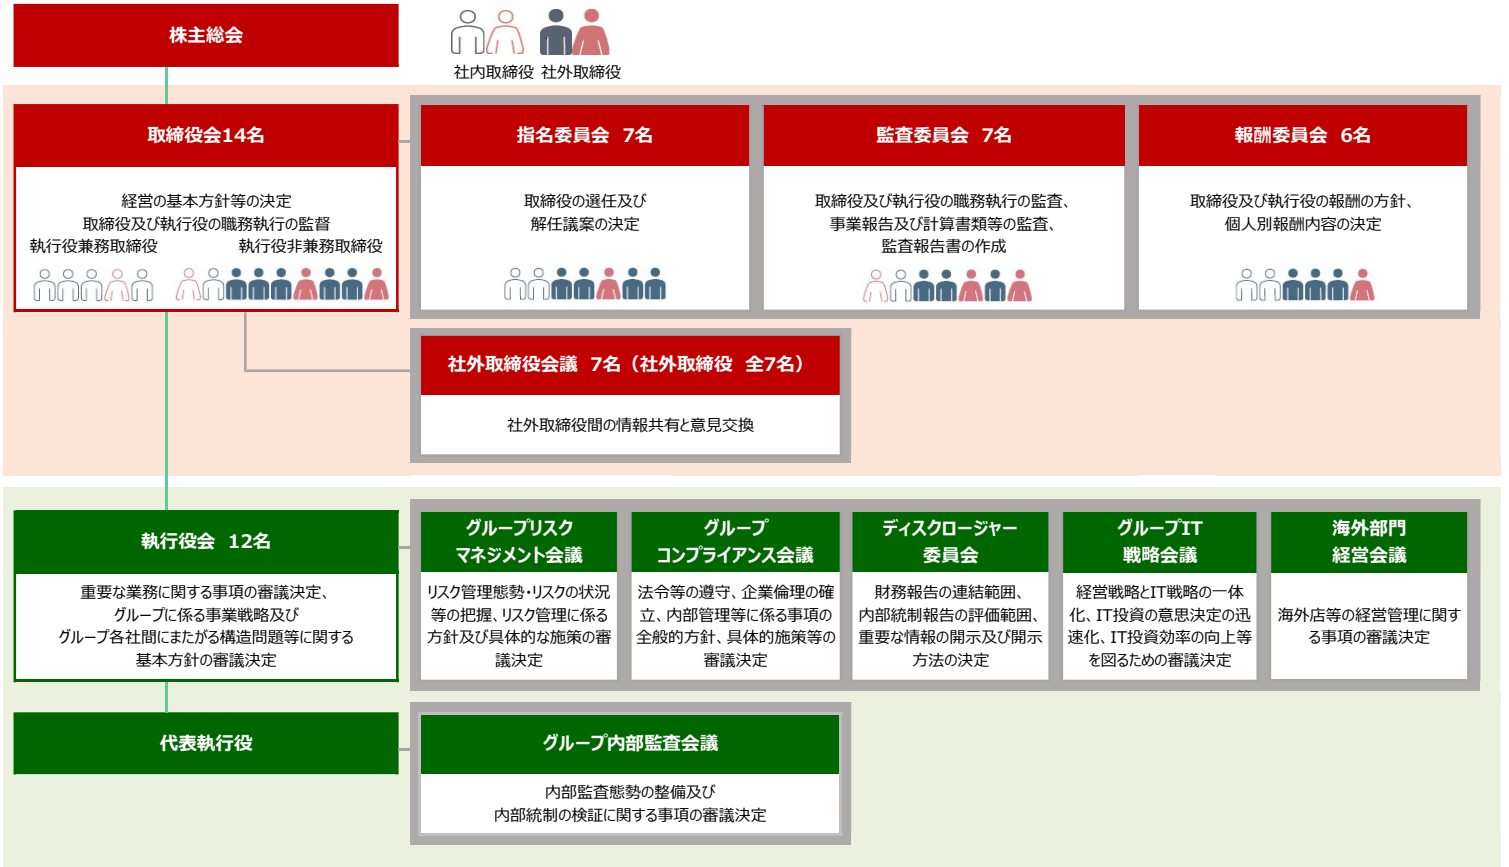 株主総会
社内取締役 社外取締役
取締役会14名
経営の基本方針等の決定
取締役及び執行役の職務執行の監督
執行役兼務取締役 執行役非兼務取締役
指名委員会 7名
取締役の選任及び
解任議案の決定
監査委員会 7名
取締役及び執行役の職務執行の監査、
事業報告及び計算書類等の監査、
監査報告書の作成
報酬委員会 6名
取締役及び執行役の報酬の方針、
個人別報酬内容の決定
社外取締役会議 7名（社外取締役 全7名）
社外取締役間の情報共有と意見交換
執行役会 12名
重要な業務に関する事項の審議決定、
グループに係る事業戦略及び
グループ各社間にまたがる構造問題等に関する
基本方針の審議決定
グループリスク
マネジメント会議
リスク管理態勢・リスクの状況
等の把握、リスク管理に係る
方針及び具体的な施策の審
議決定
グループ
コンプライアンス会議
法令等の遵守、企業倫理の確
立、内部管理等に係る事項の
全般的方針、具体的施策等の
審議決定
ディスクロージャー
委員会
財務報告の連結範囲、
内部統制報告の評価範囲、
重要な情報の開示及び開示
方法の決定
グループIT
戦略会議
経営戦略とIT戦略の一体
化、IT投資の意思決定の迅
速化、IT投資効率の向上等
を図るための審議決定
海外部門
経営会議
海外店等の経営管理に関す
る事項の審議決定
代表執行役
グループ内部監査会議
内部監査態勢の整備及び
内部統制の検証に関する事項の審議決定